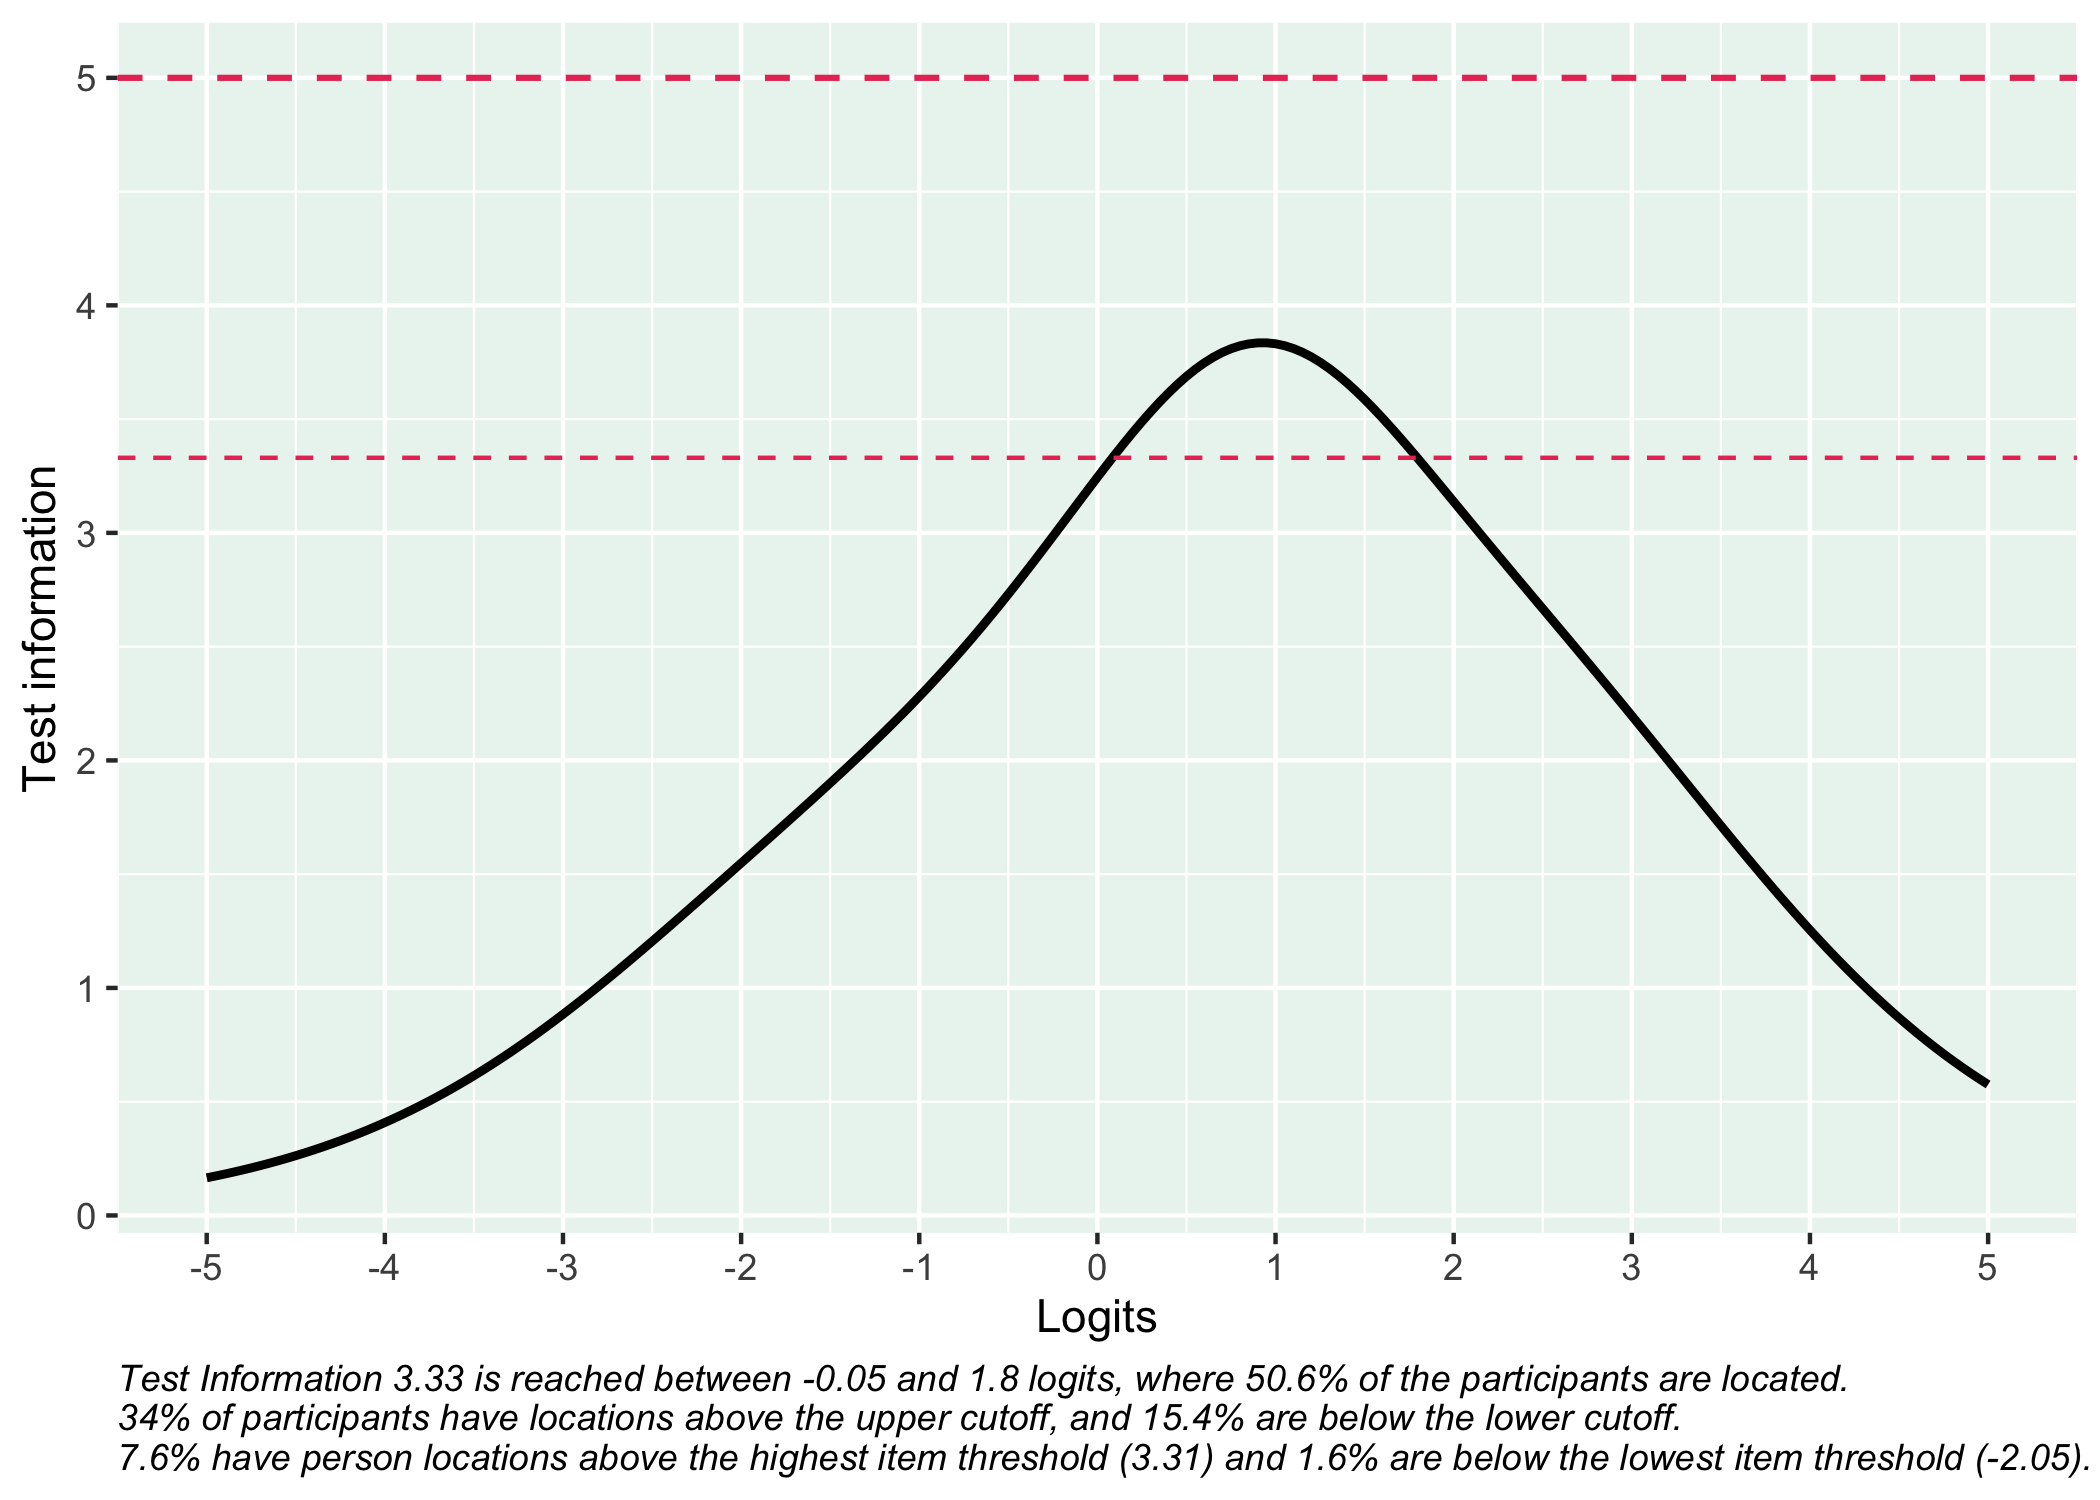 5
4
3
2
1
0
Test information
-5 -4 -3 -2 -1 0 1 2 3 4 5
Logits
Test Information 3.33 is reached between -0.05 and 1.8 logits, where 50.6% of the participants are located.
34% of participants have locations above the upper cutoff, and 15.4% are below the lower cutoff.
7.6% have person locations above the highest item threshold (3.31) and 1.6% are below the lowest item threshold (-2.05).